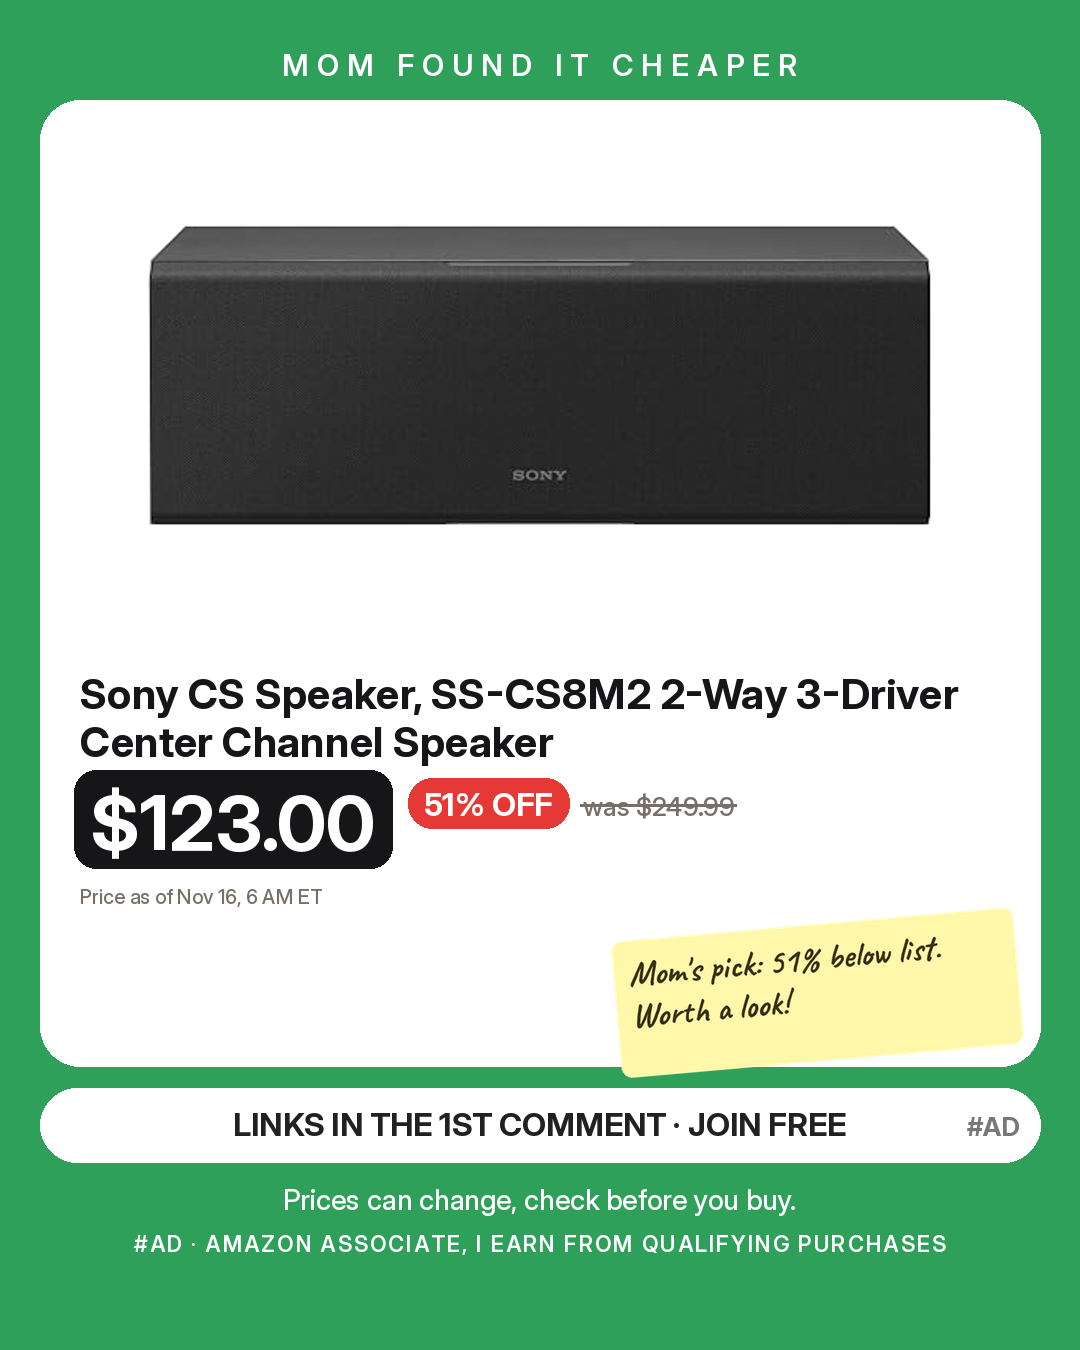 MOM FOUND IT CHEAPER
SONY
Sony CS Speaker, SS-CS8M2 2-Way 3-Driver
Center Channel Speaker
$123.00
51% OFF
was $249.99
Price as of Nov 16, 6 AM ET
Mom's pick: 51% below list.
Worth a look!
LINKS IN THE 1ST COMMENT · JOIN FREE
#AD
Prices can change, check before you buy.
#AD · AMAZON ASSOCIATE, I EARN FROM QUALIFYING PURCHASES